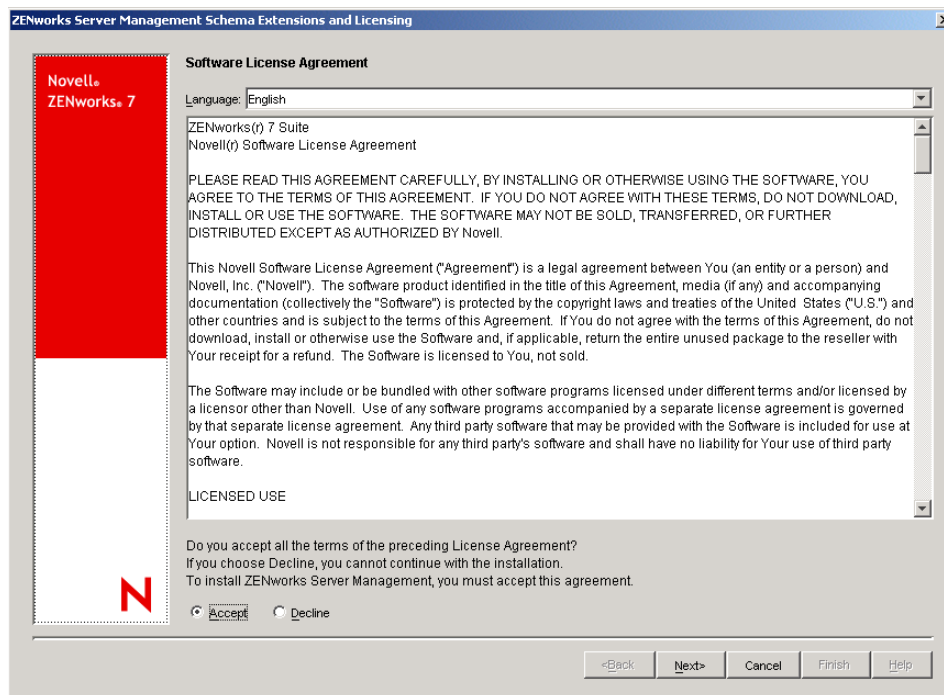 ZENworks Server Management Schema Extensions and Licensing
Novell®
ZENworks® 7
Software License Agreement
Language: English
ZENworks(r) 7 Suite
Novell(r) Software License Agreement
PLEASE READ THIS AGREEMENT CAREFULLY, BY INSTALLING OR OTHERWISE USING THE SOFTWARE, YOU
AGREE TO THE TERMS OF THIS AGREEMENT. IF YOU DO NOT AGREE WITH THESE TERMS, DO NOT DOWNLOAD,
INSTALL OR USE THE SOFTWARE. THE SOFTWARE MAY NOT BE SOLD, TRANSFERRED, OR FURTHER
DISTRIBUTED EXCEPT AS AUTHORIZED BY Novell.
This Novell Software License Agreement ("Agreement") is a legal agreement between You (an entity or a person) and
Novell, Inc. ("Novell"). The software product identified in the title of this Agreement, media (if any) and accompanying
documentation (collectively the "Software") is protected by the copyright laws and treaties of the United States ("U.S.") and
other countries and is subject to the terms of this Agreement. If You do not agree with the terms of this Agreement, do not
download, install or otherwise use the Software and, if applicable, return the entire unused package to the reseller with
Your receipt for a refund. The Software is licensed to You, not sold.
The Software may include or be bundled with other software programs licensed under different terms and/or licensed by
a licensor other than Novell. Use of any software programs accompanied by a separate license agreement is governed
by that separate license agreement. Any third party software that may be provided with the Software is included for use at
Your option. Novell is not responsible for any third party's software and shall have no liability for Your use of third party
software.
LICENSED USE
Do you accept all the terms of the preceding License Agreement?
If you choose Decline, you cannot continue with the installation.
To install ZENworks Server Management, you must accept this agreement.
Accept Decline
N
<Back Next> Cancel Finish Help